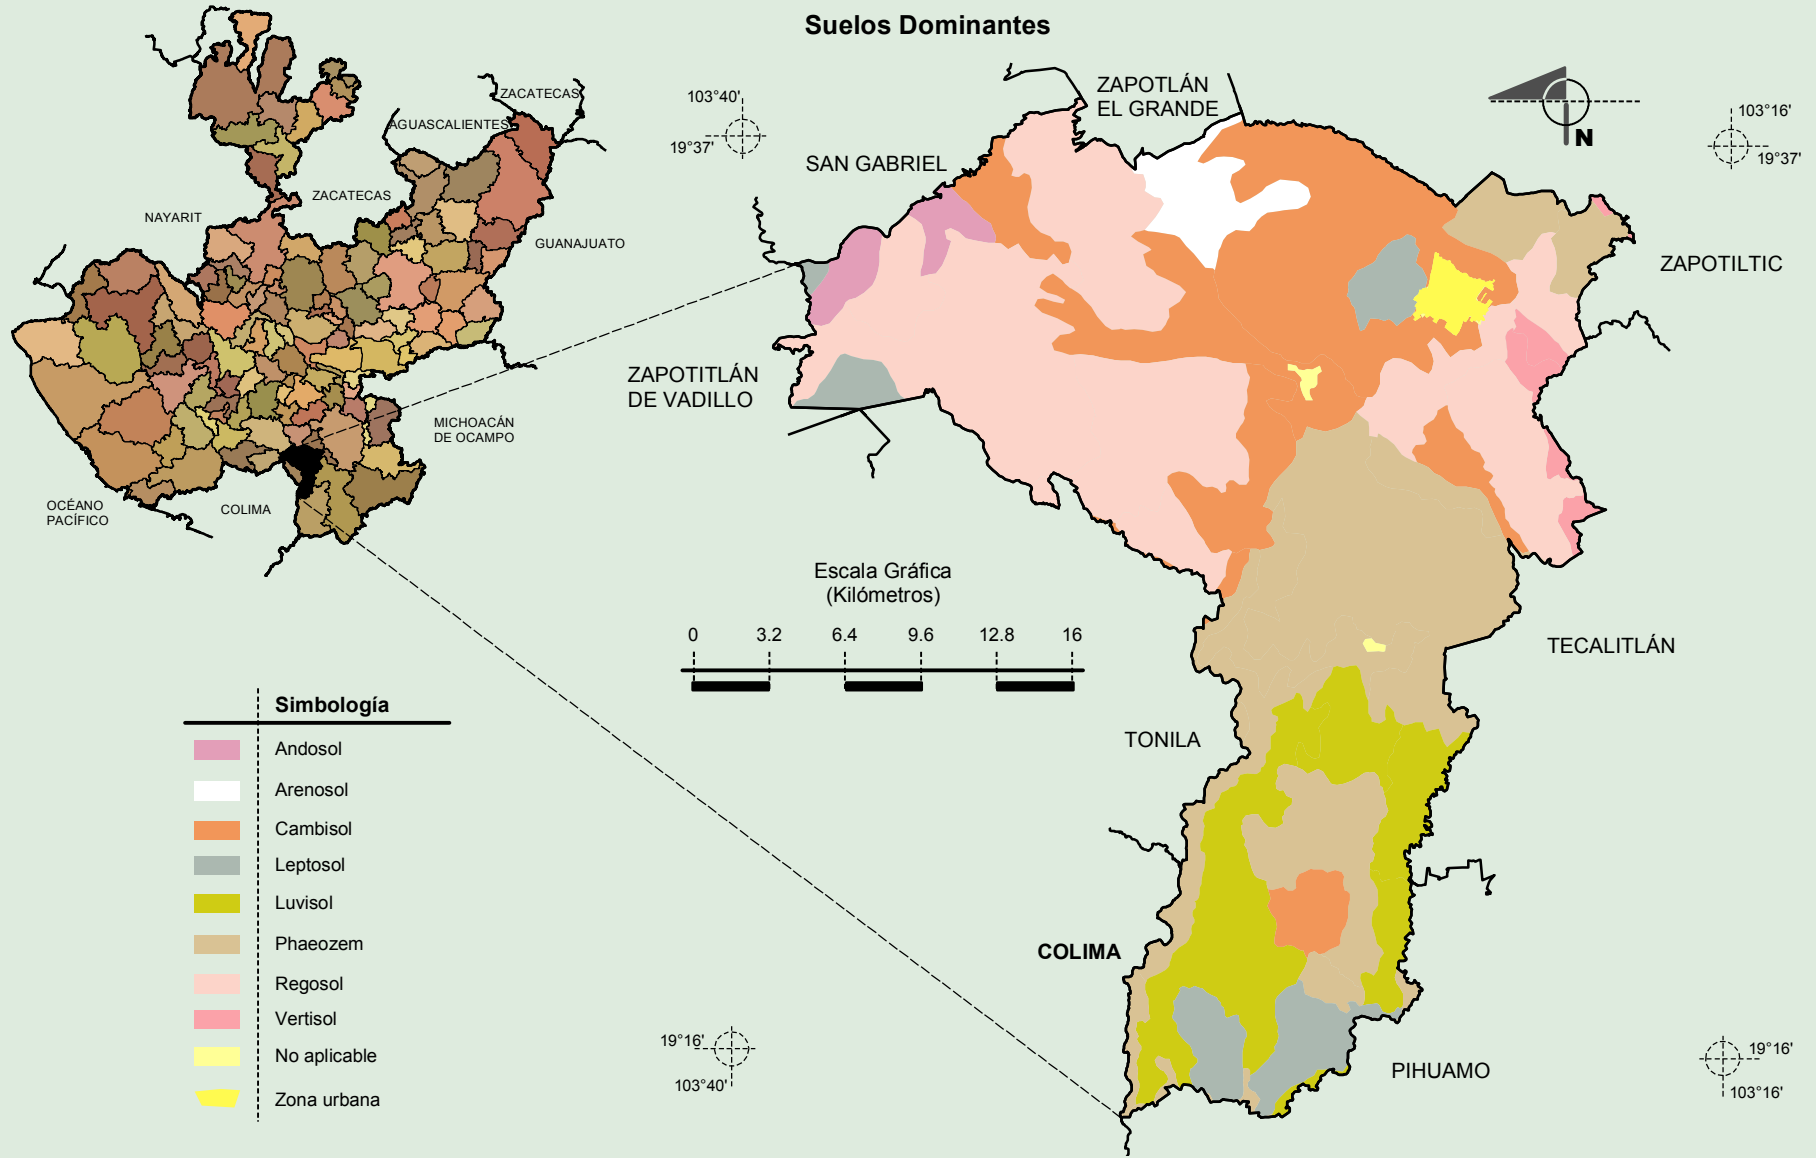 Suelos Dominantes
ZACATECAS
AGUASCALIENTES
ZACATECAS
NAYARIT
GUANAJUATO
MICHOACÁN
DE OCAMPO
COLIMA
OCÉANO
PACÍFICO
103°40'
19°37'
ZAPOTLÁN
EL GRANDE
N
103°16'
19°37'
SAN GABRIEL
ZAPOTILTIC
ZAPOTITLÁN
DE VADILLO
Escala Gráfica
(Kilómetros)
0 3.2 6.4 9.6 12.8 16
TECALITLÁN
TONILA
COLIMA
PIHUAMO
Simbología
Andosol
Arenosol
Cambisol
Leptosol
Luvisol
Phaeozem
Regosol
Vertisol
No aplicable
Zona urbana
19°16'
103°40'
19°16'
103°16'